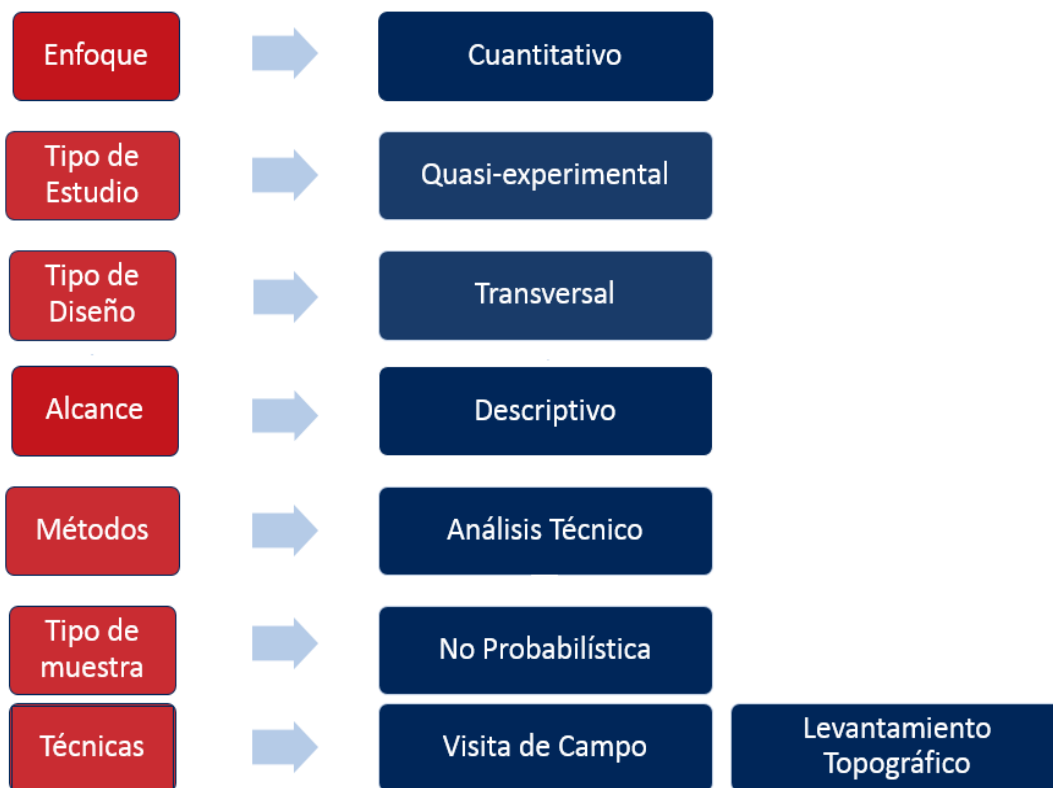 Enfoque
Cuantitativo
Tipo de
Estudio
Quasi-experimental
Tipo de
Diseño
Transversal
Alcance
Descriptivo
Métodos
Análisis Técnico
Tipo de
muestra
No Probabilística
Técnicas
Visita de Campo
Levantamiento
Topográfico